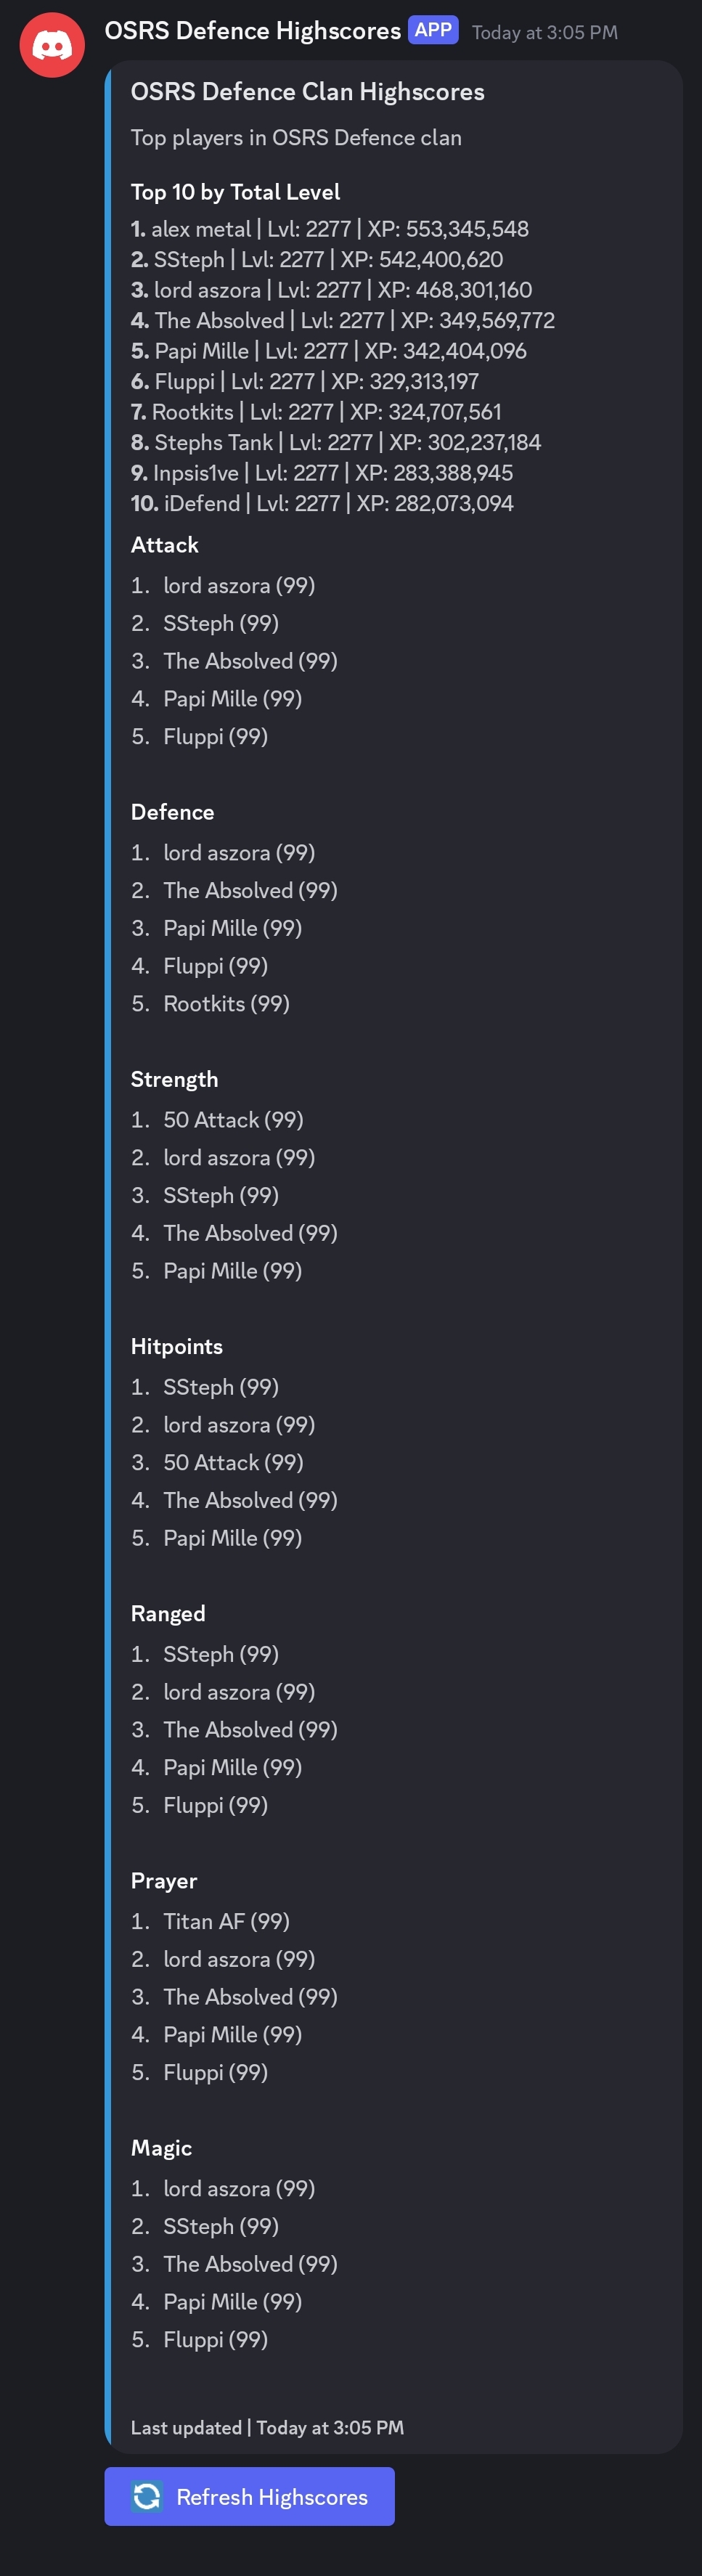 OSRS Defence Highscores APP Today at 3:05 PM
OSRS Defence Clan Highscores
Top players in OSRS Defence clan
Top 10 by Total Level
1. alex metal | Lvl: 2277 | XP: 553,345,548
2. SSteph | Lvl: 2277 | XP: 542,400,620
3. lord aszora | Lvl: 2277 | XP: 468,301,160
4. The Absolved | Lvl: 2277 | XP: 349,569,772
5. Papi Mille | Lvl: 2277 | XP: 342,404,096
6. Fluppi | Lvl: 2277 | XP: 329,313,197
7. Rootkits | Lvl: 2277 | XP: 324,707,561
8. Stephs Tank | Lvl: 2277 | XP: 302,237,184
9. Inpsis1ve | Lvl: 2277 | XP: 283,388,945
10. iDefend | Lvl: 2277 | XP: 282,073,094
Attack
1. lord aszora (99)
2. SSteph (99)
3. The Absolved (99)
4. Papi Mille (99)
5. Fluppi (99)
Defence
1. lord aszora (99)
2. The Absolved (99)
3. Papi Mille (99)
4. Fluppi (99)
5. Rootkits (99)
Strength
1. 50 Attack (99)
2. lord aszora (99)
3. SSteph (99)
4. The Absolved (99)
5. Papi Mille (99)
Hitpoints
1. SSteph (99)
2. lord aszora (99)
3. 50 Attack (99)
4. The Absolved (99)
5. Papi Mille (99)
Ranged
1. SSteph (99)
2. lord aszora (99)
3. The Absolved (99)
4. Papi Mille (99)
5. Fluppi (99)
Prayer
1. Titan AF (99)
2. lord aszora (99)
3. The Absolved (99)
4. Papi Mille (99)
5. Fluppi (99)
Magic
1. lord aszora (99)
2. SSteph (99)
3. The Absolved (99)
4. Papi Mille (99)
5. Fluppi (99)
Last updated | Today at 3:05 PM
Refresh Highscores